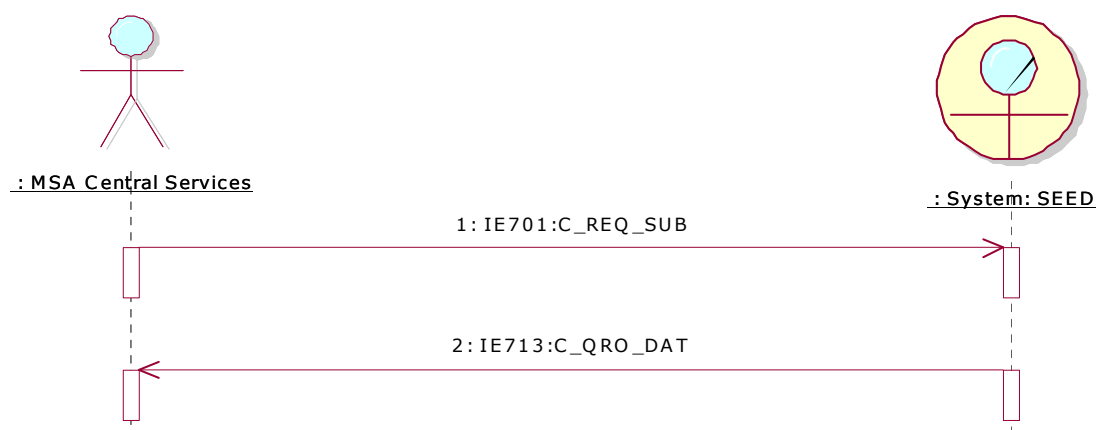 : MSA Central Services
: System: SEED
1: IE701:C_REQ_SUB
2: IE713:C_QRO_DAT